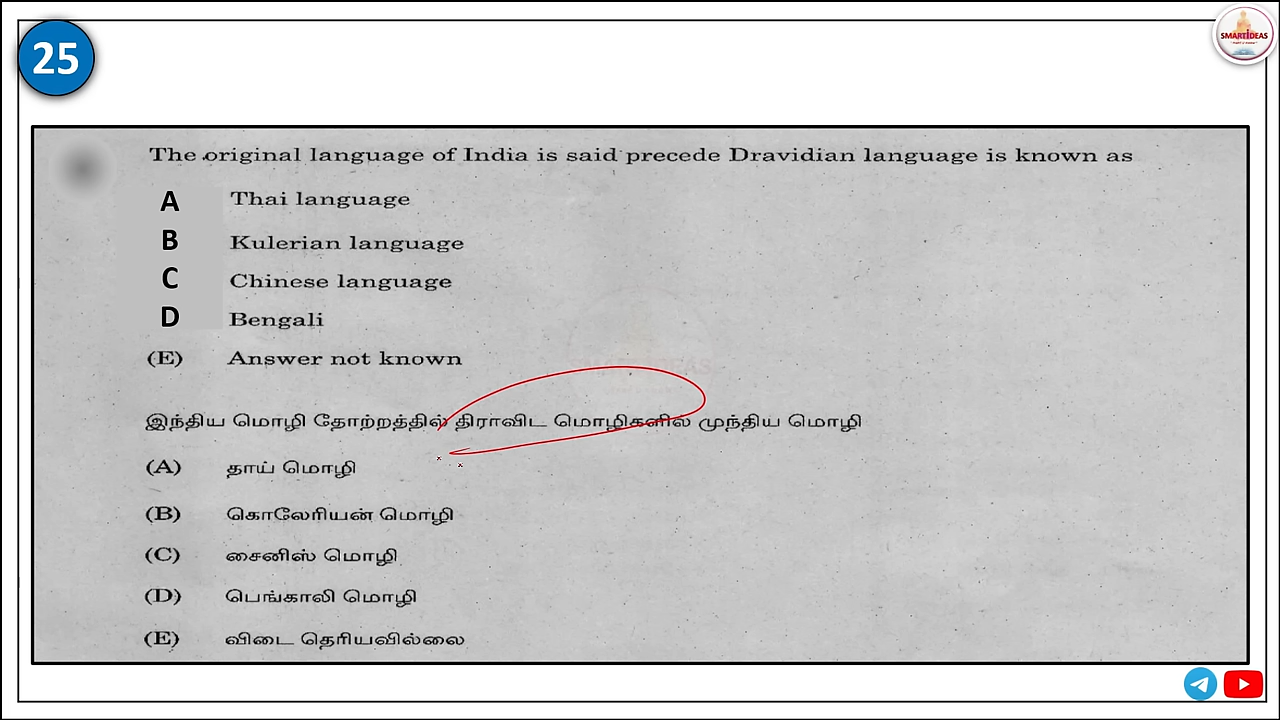 25
SMARTIDEAS
The original language of India is said precede Dravidian language is known as
A Thai language
B Kulerian language
C Chinese language
D Bengali
(E) Answer not known
SMARTIDEAS
இந்திய மொழி தோற்றத்தில் திராவிட மொழிகளில் முந்திய மொழி
(A) தாய் மொழி
(B) கொலேரியன் மொழி
(C) சைனிஸ் மொழி
(D) பெங்காலி மொழி
(E) விடை தெரியவில்லை